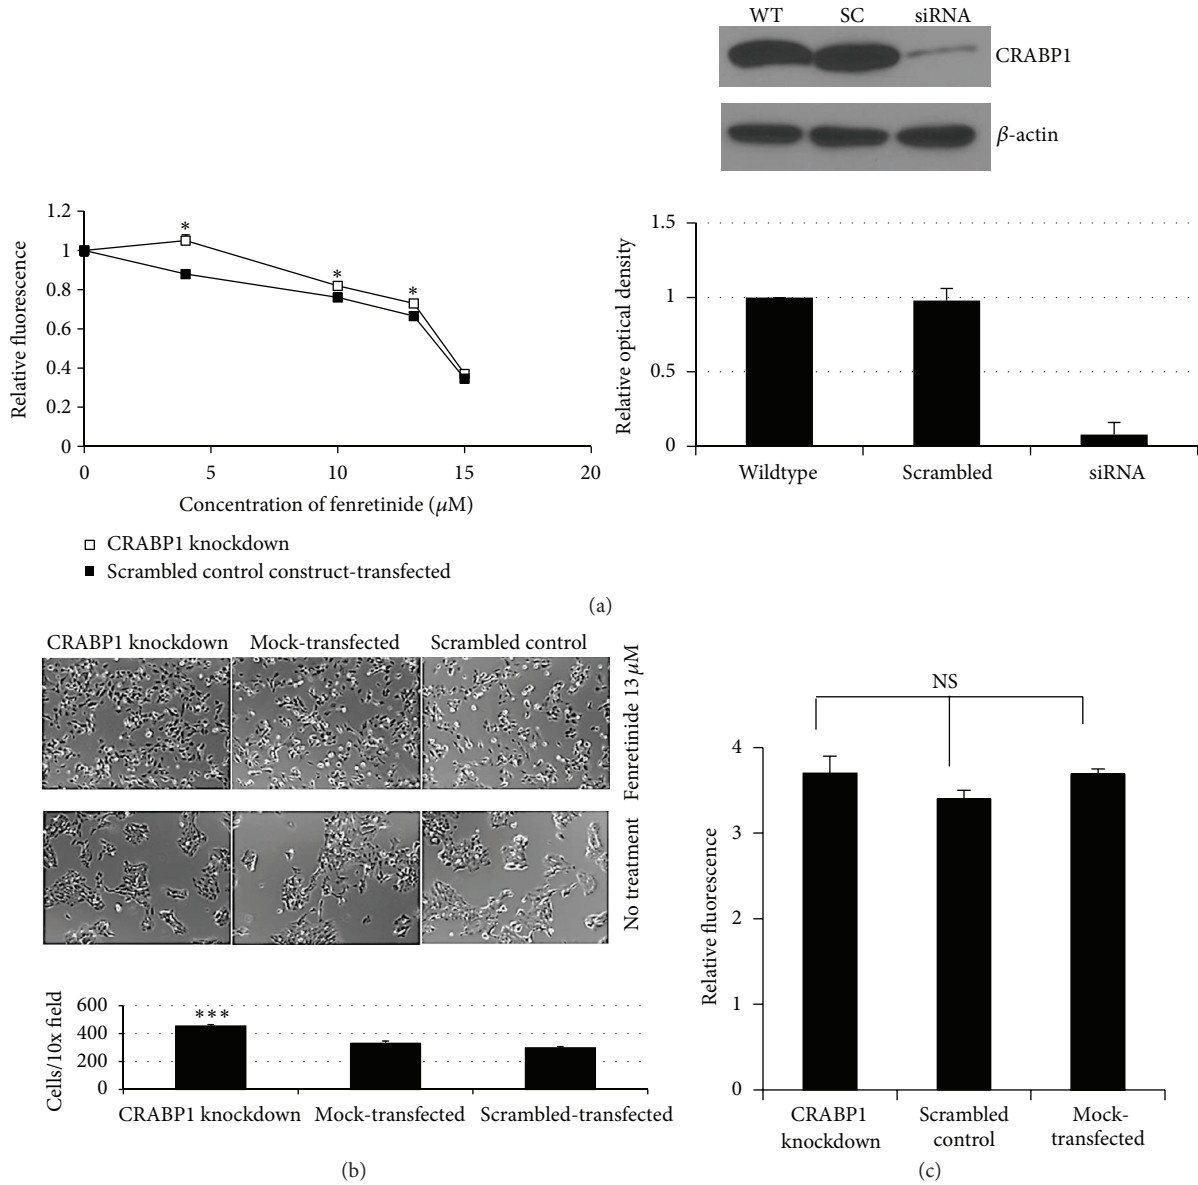 WT SC siRNA
CRABP1
β-actin
1.2
1
0.8
0.6
0.4
0.2
0
Relative fluorescence
0 5 10 15 20
Concentration of fenretinide (μM)
* * *
CRABP1 knockdown
Scrambled control construct-transfected
1.5
1
0.5
0
Relative optical density
Wildtype Scrambled siRNA
(a)
CRABP1 knockdown Mock-transfected Scrambled control
Fenretinide 13 μM
No treatment
600
400
200
0
Cells/10x field
***
CRABP1 knockdown Mock-transfected Scrambled-transfected
(b)
NS
4
3
2
1
0
Relative fluorescence
CRABP1 knockdown
Scrambled control
Mock-transfected
(c)